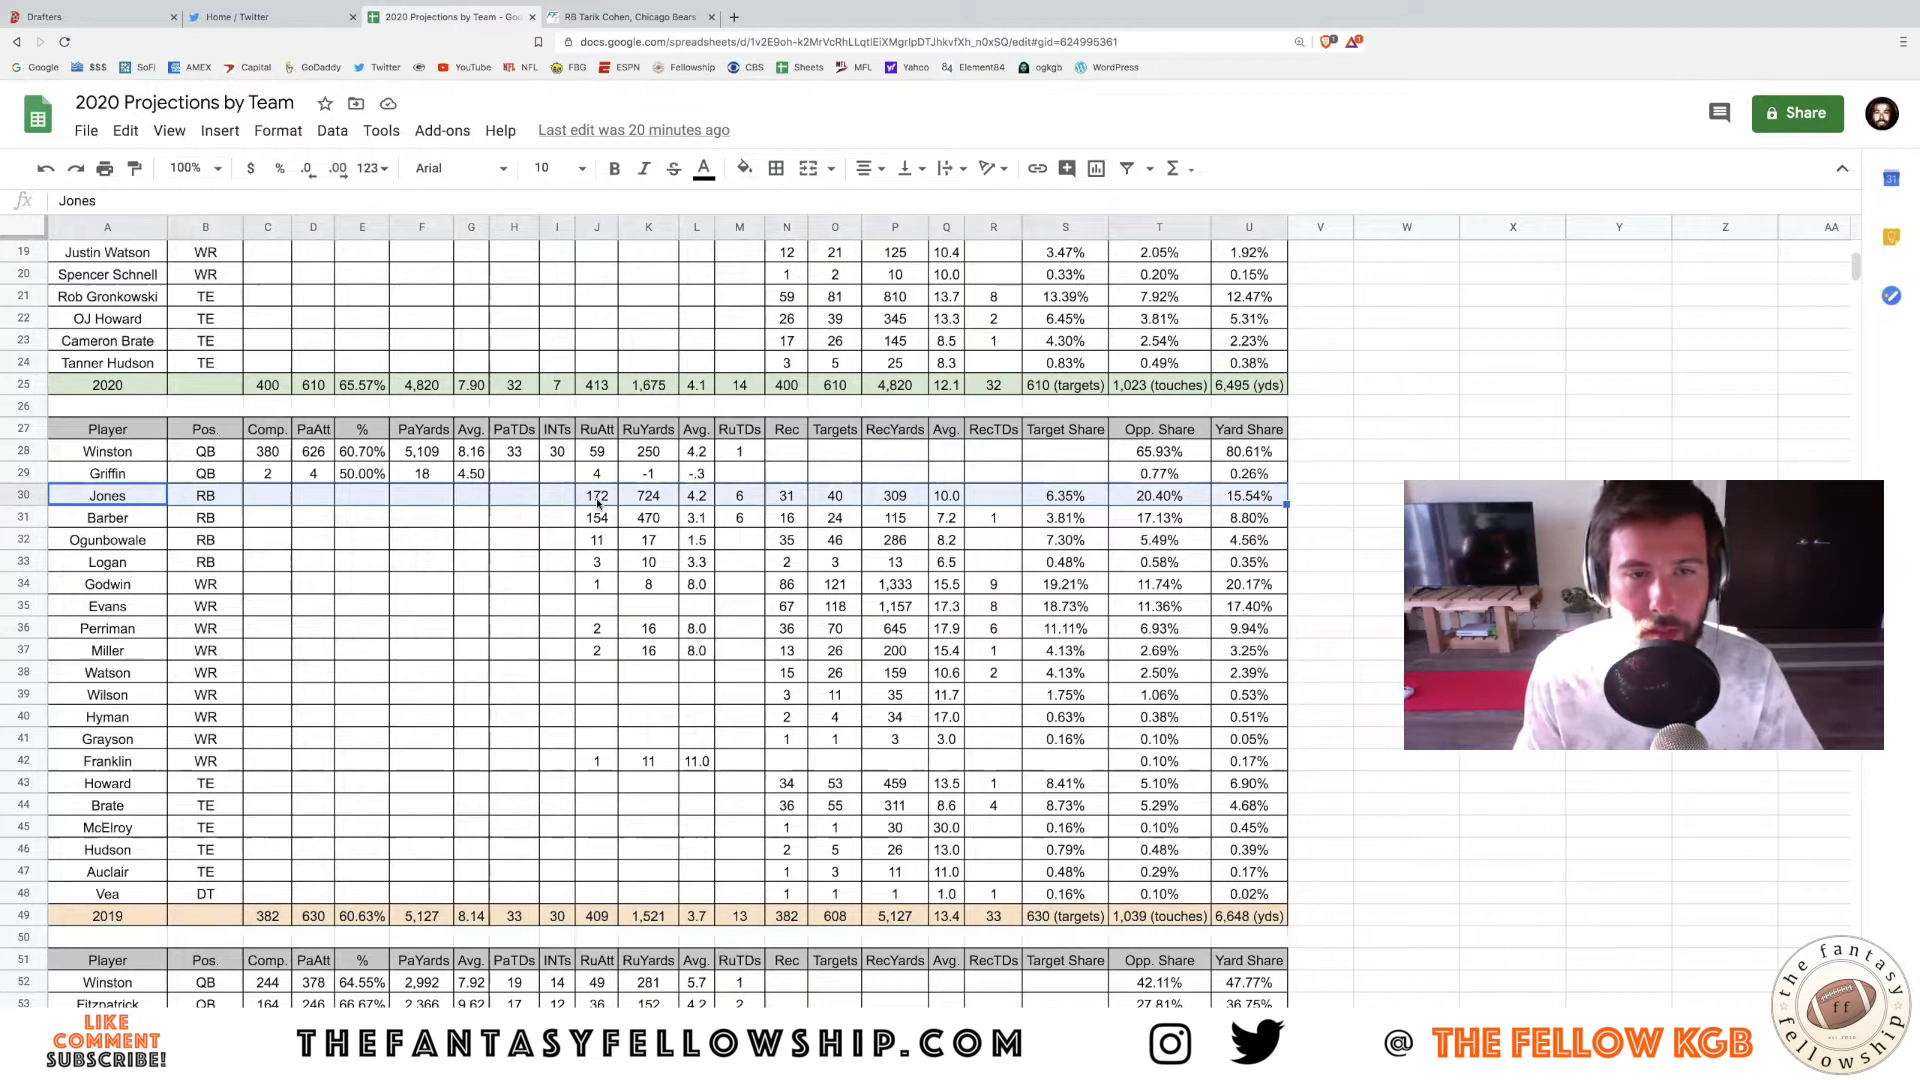 Drafters
Home / Twitter
2020 Projections by Team - Goo
RB Tarik Cohen, Chicago Bears
docs.google.com/spreadsheets/d/1v2E9oh-k2MrVcRhLLqtlEiXMgrIpDTJhkvfXh_n0xSQ/edit#gid=624995361
Google $$$ SoFi AMEX Capital GoDaddy Twitter YouTube NFL FBG ESPN Fellowship CBS Sheets MFL Yahoo Element84 ogkgb WordPress
2020 Projections by Team
Share
File Edit View Insert Format Data Tools Add-ons Help Last edit was 20 minutes ago
100% $ % .0 .00 123 Arial 10 B I S A
fx Jones
A B C D E F G H I J K L M N O P Q R S T U V W X Y Z AA
19 Justin Watson WR 12 21 125 10.4 3.47% 2.05% 1.92%
20 Spencer Schnell WR 1 2 10 10.0 0.33% 0.20% 0.15%
21 Rob Gronkowski TE 59 81 810 13.7 8 13.39% 7.92% 12.47%
22 OJ Howard TE 26 39 345 13.3 2 6.45% 3.81% 5.31%
23 Cameron Brate TE 17 26 145 8.5 1 4.30% 2.54% 2.23%
24 Tanner Hudson TE 3 5 25 8.3 0.83% 0.49% 0.38%
25 2020 400 610 65.57% 4,820 7.90 32 7 413 1,675 4.1 14 400 610 4,820 12.1 32 610 (targets) 1,023 (touches) 6,495 (yds)
26
27 Player Pos. Comp. PaAtt % PaYards Avg. PaTDs INTs RuAtt RuYards Avg. RuTDs Rec Targets RecYards Avg. RecTDs Target Share Opp. Share Yard Share
28 Winston QB 380 626 60.70% 5,109 8.16 33 30 59 250 4.2 1 65.93% 80.61%
29 Griffin QB 2 4 50.00% 18 4.50 4 -1 -.3 0.77% 0.26%
30 Jones RB 172 724 4.2 6 31 40 309 10.0 6.35% 20.40% 15.54%
31 Barber RB 154 470 3.1 6 16 24 115 7.2 1 3.81% 17.13% 8.80%
32 Ogunbowale RB 11 17 1.5 35 46 286 8.2 7.30% 5.49% 4.56%
33 Logan RB 3 10 3.3 2 3 13 6.5 0.48% 0.58% 0.35%
34 Godwin WR 1 8 8.0 86 121 1,333 15.5 9 19.21% 11.74% 20.17%
35 Evans WR 67 118 1,157 17.3 8 18.73% 11.36% 17.40%
36 Perriman WR 2 16 8.0 36 70 645 17.9 6 11.11% 6.93% 9.94%
37 Miller WR 2 16 8.0 13 26 200 15.4 1 4.13% 2.69% 3.25%
38 Watson WR 15 26 159 10.6 2 4.13% 2.50% 2.39%
39 Wilson WR 3 11 35 11.7 1.75% 1.06% 0.53%
40 Hyman WR 2 4 34 17.0 0.63% 0.38% 0.51%
41 Grayson WR 1 1 3 3.0 0.16% 0.10% 0.05%
42 Franklin WR 1 11 11.0 0.10% 0.17%
43 Howard TE 34 53 459 13.5 1 8.41% 5.10% 6.90%
44 Brate TE 36 55 311 8.6 4 8.73% 5.29% 4.68%
45 McElroy TE 1 1 30 30.0 0.16% 0.10% 0.45%
46 Hudson TE 2 5 26 13.0 0.79% 0.48% 0.39%
47 Auclair TE 1 3 11 11.0 0.48% 0.29% 0.17%
48 Vea DT 1 1 1 1.0 1 0.16% 0.10% 0.02%
49 2019 382 630 60.63% 5,127 8.14 33 30 409 1,521 3.7 13 382 608 5,127 13.4 33 630 (targets) 1,039 (touches) 6,648 (yds)
50
51 Player Pos. Comp. PaAtt % PaYards Avg. PaTDs INTs RuAtt RuYards Avg. RuTDs Rec Targets RecYards Avg. RecTDs Target Share Opp. Share Yard Share
52 Winston QB 244 378 64.55% 2,992 7.92 19 14 49 281 5.7 1 42.11% 47.77%
53 Fitzpatrick QB 164 246 66.67% 2,366 9.62 17 12 36 152 4.2 2 27.81% 36.75%
LIKE
COMMENT
SUBSCRIBE!
THEFANTASYFELLOWSHIP.COM
@ THE FELLOW KGB
the fantasy
ff
fellowship